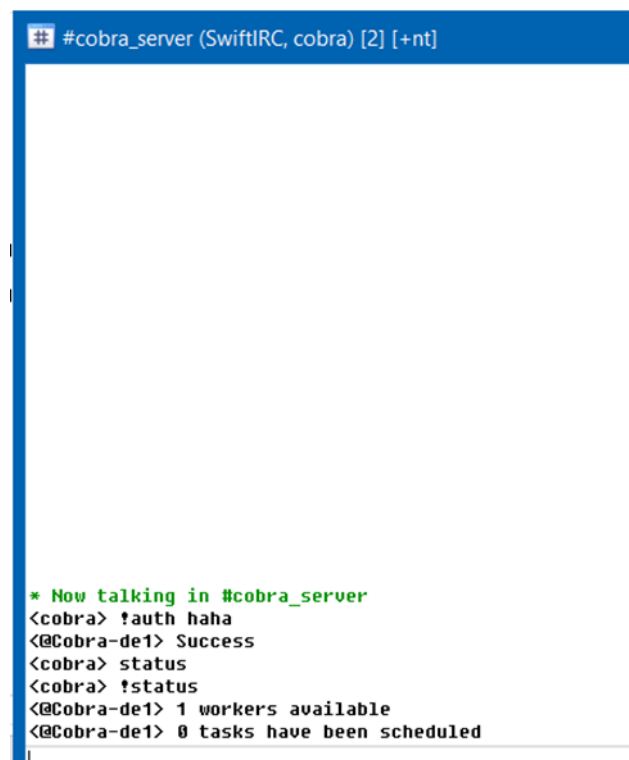 #cobra_server (SwiftIRC, cobra) [2] [+nt]
* Now talking in #cobra_server
<cobra> !auth haha
<@Cobra-de1> Success
<cobra> status
<cobra> !status
<@Cobra-de1> 1 workers available
<@Cobra-de1> 0 tasks have been scheduled